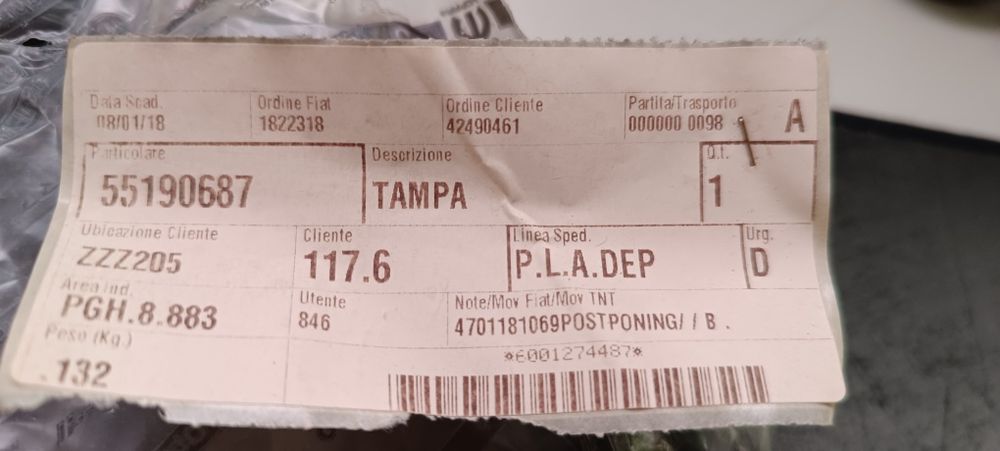 Data Scad. Ordine Fiat Ordine Cliente Partita/Trasporto
08/01/18 1822318 42490461 000000 0098 A
Particolare Descrizione Q.t.
55190687 TAMPA 1
Ubicazione Cliente Cliente Linea Sped. Urg.
ZZZ205 117.6 P.L.A.DEP D
Area ind. Utente Note/Mov Fiat/Mov TNT
PGH.8.883 846 4701181069POSTPONING/ / B .
Peso (Kg.) *6001274487*
.132